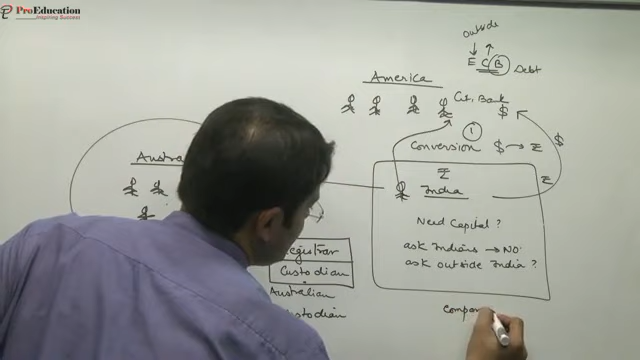 ProEducation
Inspiring Success
Outside
E C B Debt
America
Cit. Bank
$
1
Conversion $ → ₹
$
₹
₹
India
Need Capital?
ask Indians → NO
ask outside India?
Registrar
Custodian
Australian
Custodian